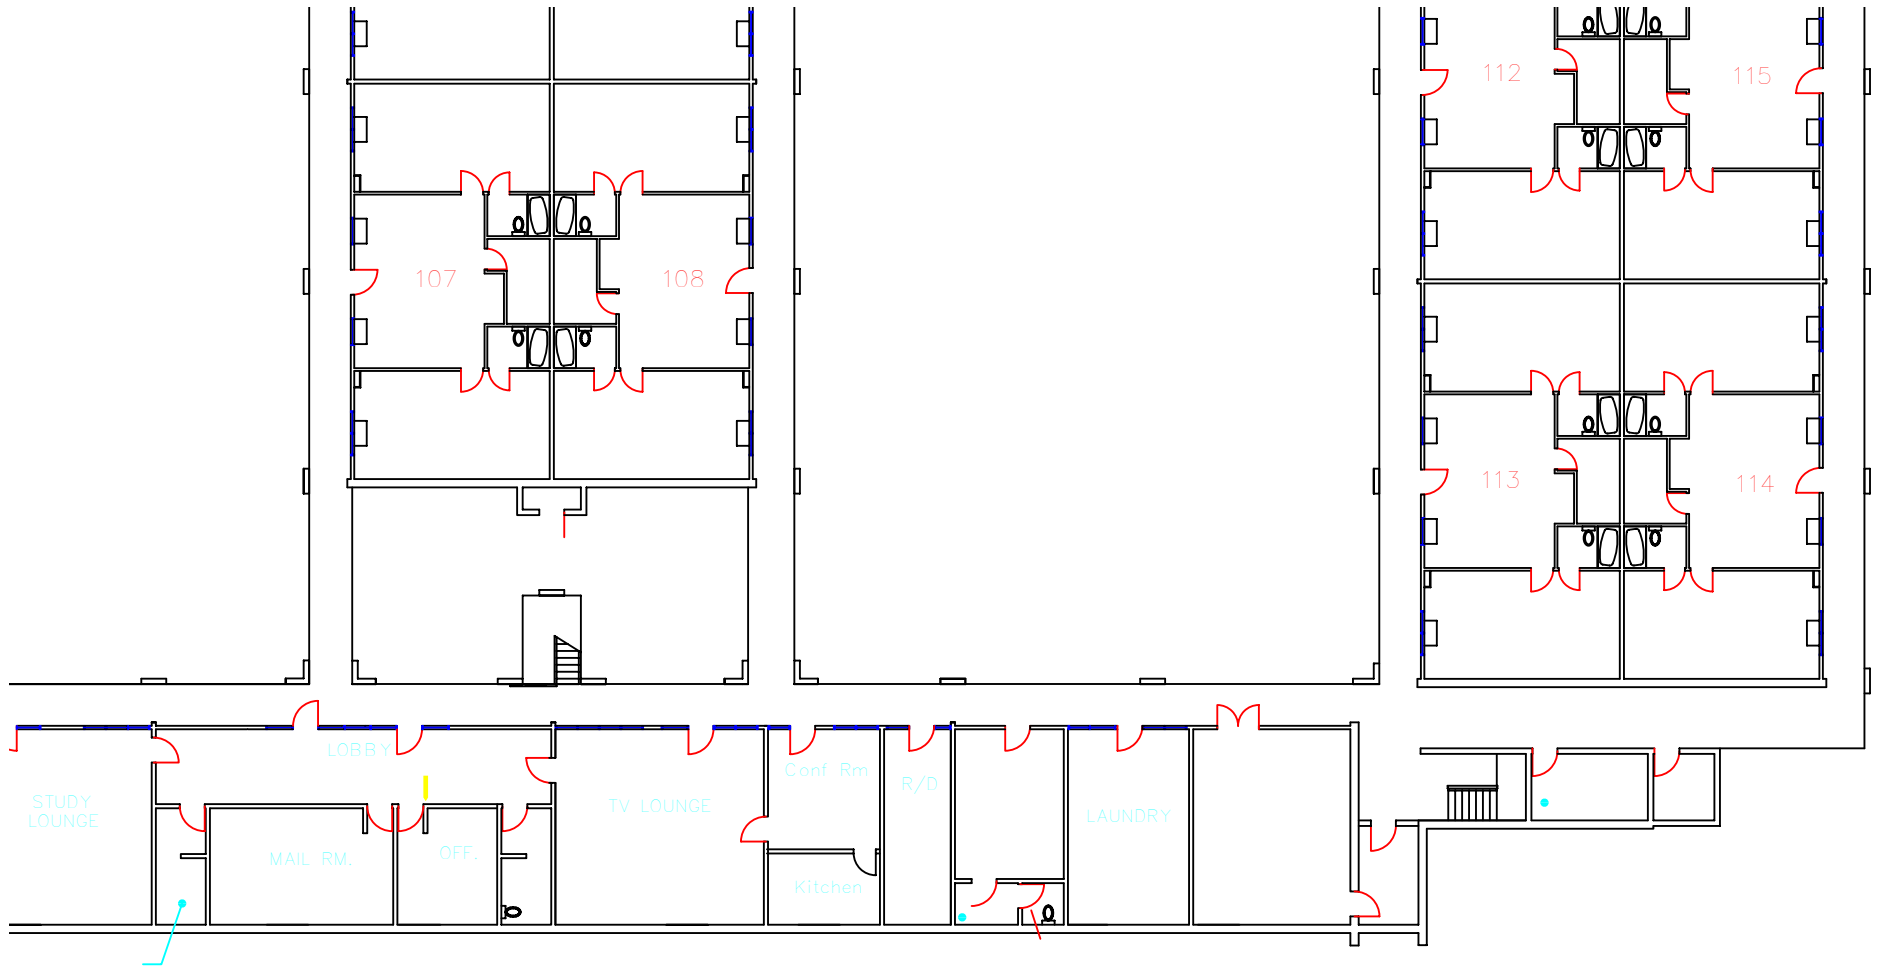 112
115
107
108
113
114
LOBBY
Conf Rm
R/D
STUDY
LOUNGE
TV LOUNGE
LAUNDRY
MAIL RM.
OFF.
Kitchen